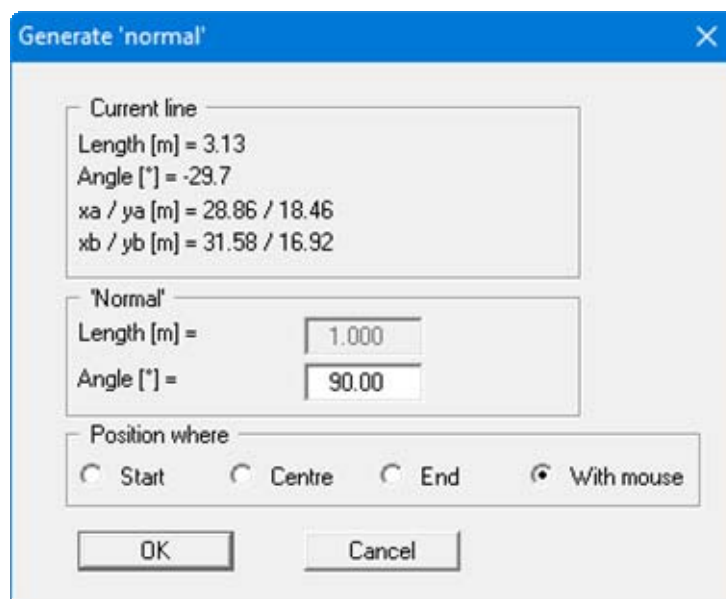 Generate 'normal'
Current line
Length [m] = 3.13
Angle [°] = -29.7
xa / ya [m] = 28.86 / 18.46
xb / yb [m] = 31.58 / 16.92
'Normal'
Length [m] = 1.000
Angle [°] = 90.00
Position where
Start Centre End With mouse
OK Cancel